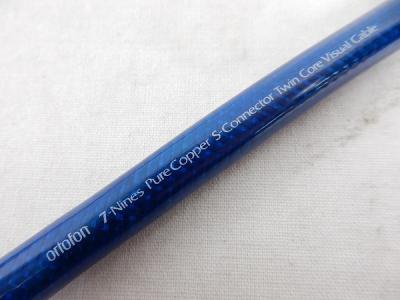 ortofon 7-Nines Pure Copper S-Connector Twin Core Visual Cable